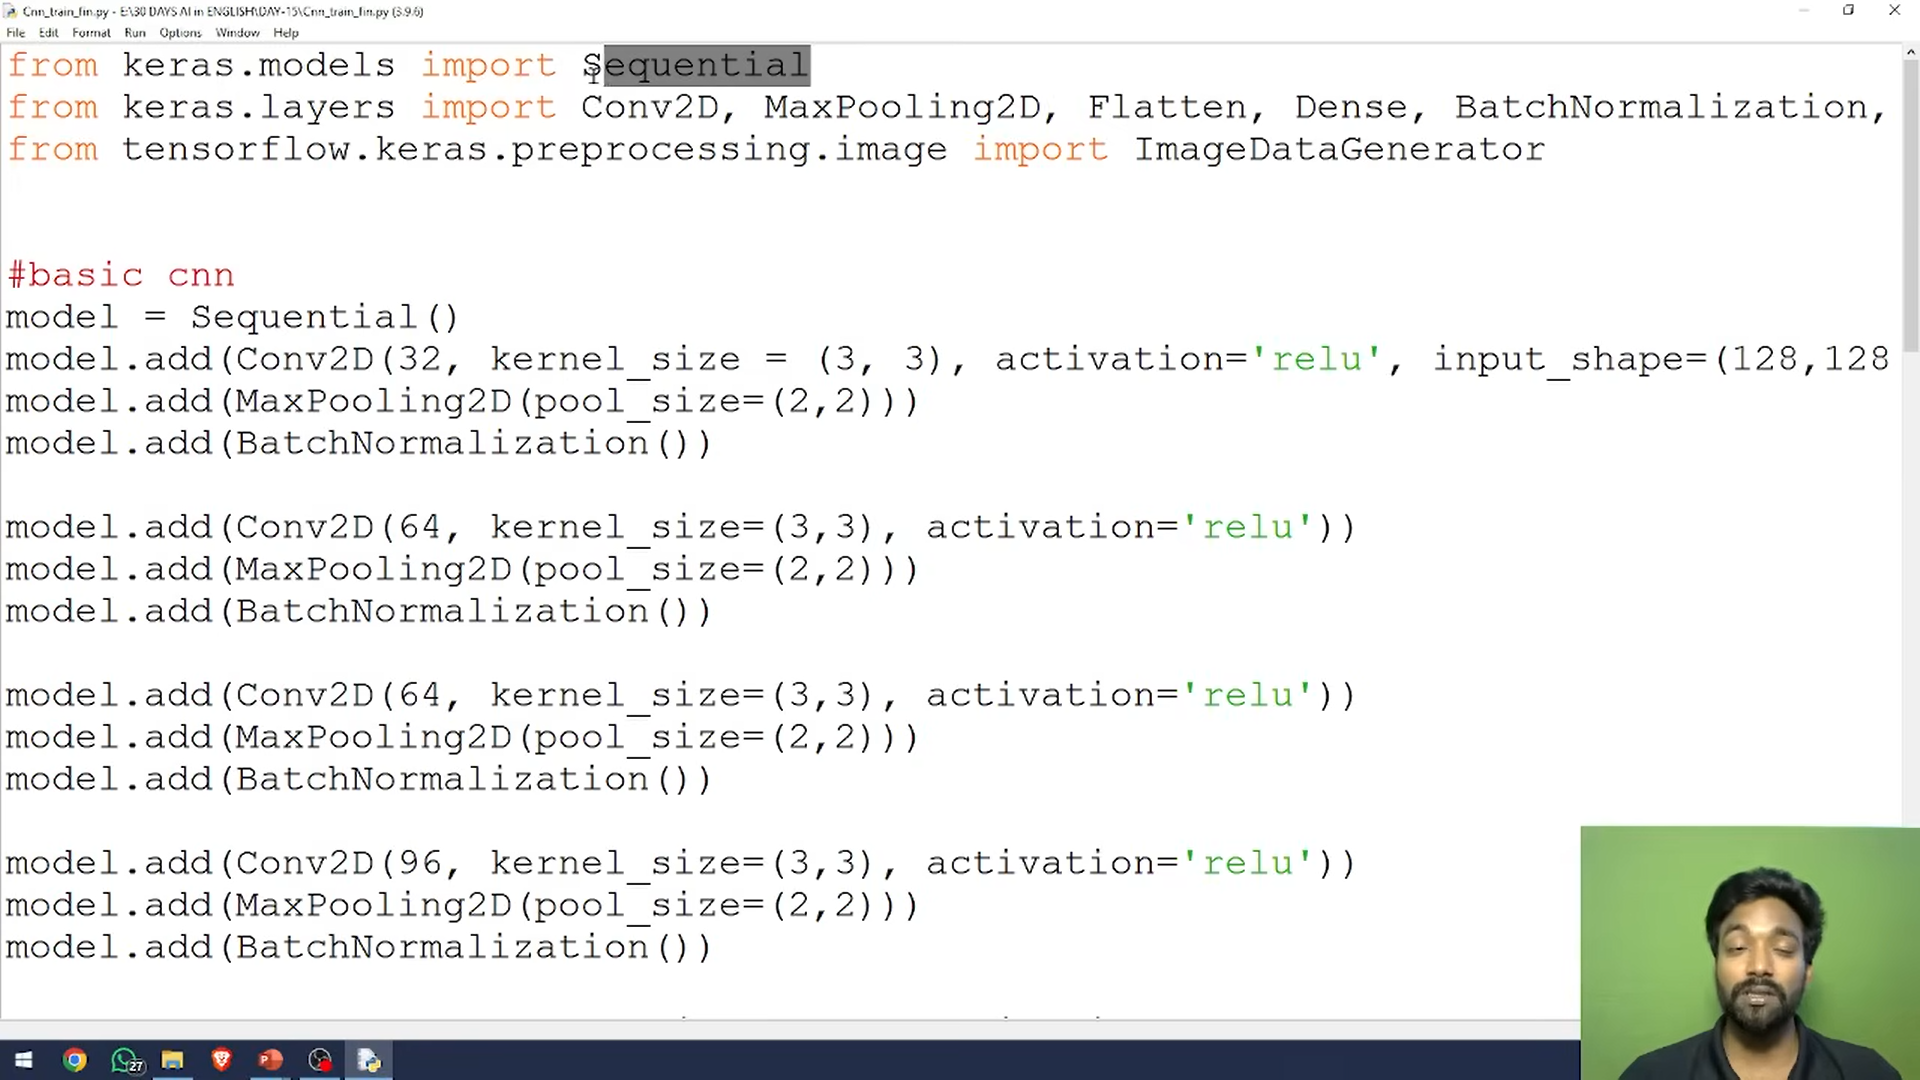 Cnn_train_fin.py - E:\30 DAYS AI in ENGLISH\DAY-15\Cnn_train_fin.py (3.9.6)
File Edit Format Run Options Window Help
from keras.models import Sequential
from keras.layers import Conv2D, MaxPooling2D, Flatten, Dense, BatchNormalization,
from tensorflow.keras.preprocessing.image import ImageDataGenerator
#basic cnn
model = Sequential()
model.add(Conv2D(32, kernel_size = (3, 3), activation='relu', input_shape=(128,128
model.add(MaxPooling2D(pool_size=(2,2)))
model.add(BatchNormalization())
model.add(Conv2D(64, kernel_size=(3,3), activation='relu'))
model.add(MaxPooling2D(pool_size=(2,2)))
model.add(BatchNormalization())
model.add(Conv2D(64, kernel_size=(3,3), activation='relu'))
model.add(MaxPooling2D(pool_size=(2,2)))
model.add(BatchNormalization())
model.add(Conv2D(96, kernel_size=(3,3), activation='relu'))
model.add(MaxPooling2D(pool_size=(2,2)))
model.add(BatchNormalization())
27